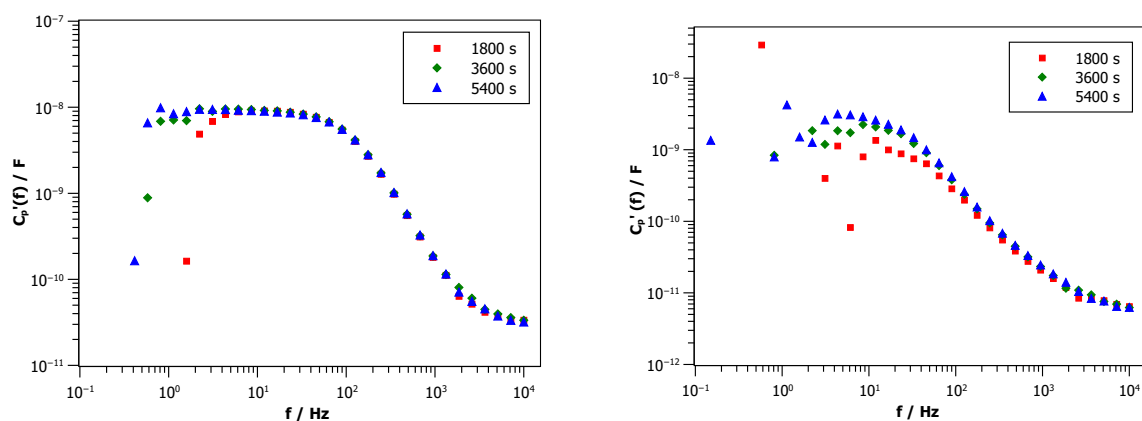 10⁻⁷
10⁻⁸
10⁻⁹
10⁻¹⁰
10⁻¹¹
Cₚ'(f) / F
1800 s
3600 s
5400 s
10⁻¹ 10⁰ 10¹ 10² 10³ 10⁴
f / Hz
10⁻⁸
10⁻⁹
10⁻¹⁰
10⁻¹¹
10⁻¹²
Cₚ'(f) / F
1800 s
3600 s
5400 s
10⁻¹ 10⁰ 10¹ 10² 10³ 10⁴
f / Hz